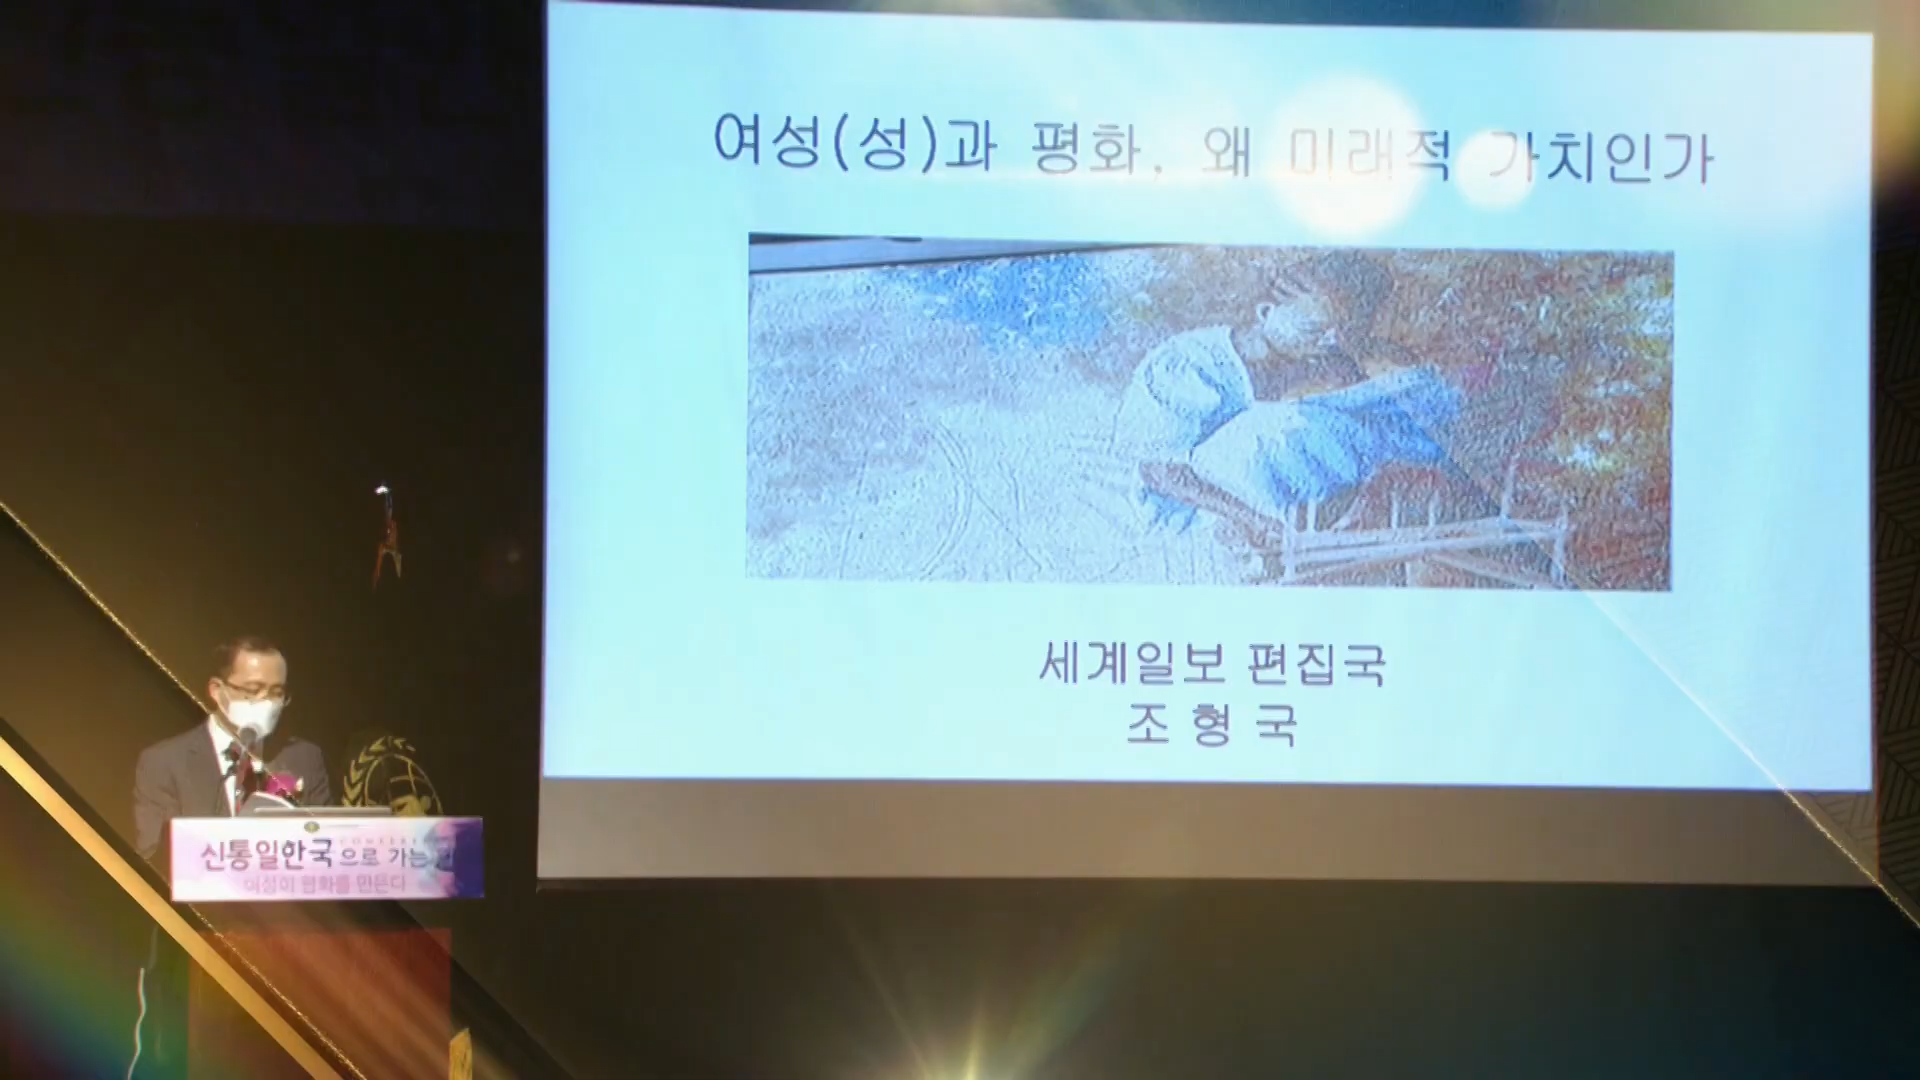 여성(성)과 평화, 왜 미래적 가치인가
세계일보 편집국
조 형 국
신통일한국으로 가는 길
여성이 평화를 만든다